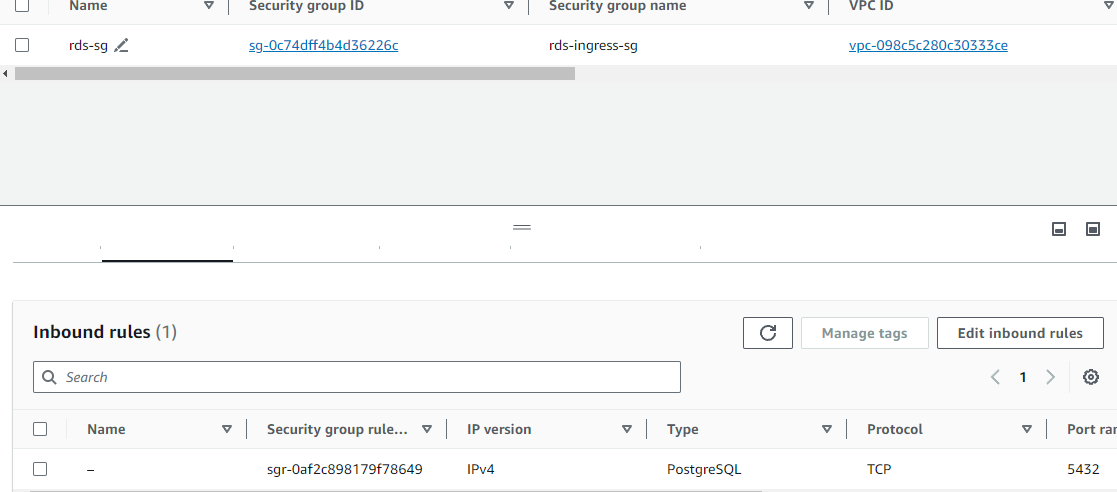 Name Security group ID Security group name VPC ID
rds-sg sg-0c74dff4b4d36226c rds-ingress-sg vpc-098c5c280c30333ce
Inbound rules (1)
Manage tags Edit inbound rules
Search
1
Name Security group rule... IP version Type Protocol Port ran
– sgr-0af2c898179f78649 IPv4 PostgreSQL TCP 5432